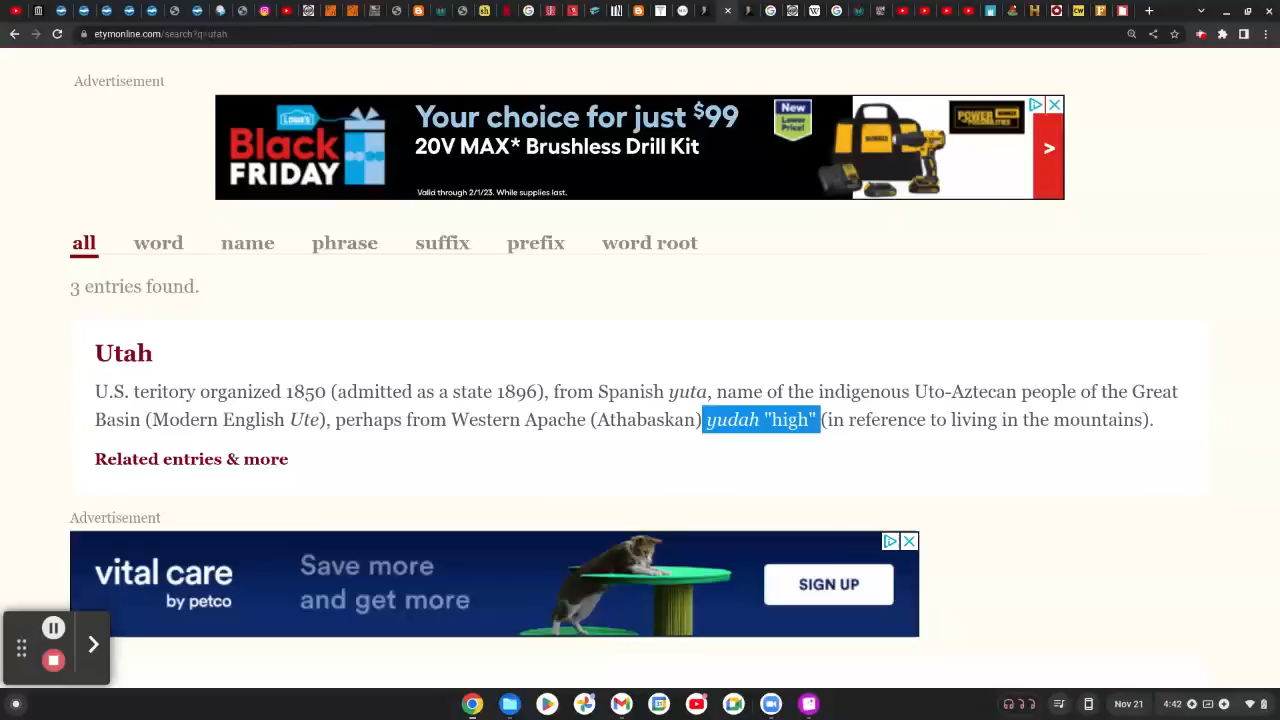 etymonline.com/search?q=utah
Advertisement
Lowe's
Black
FRIDAY
Your choice for just $99
20V MAX* Brushless Drill Kit
Valid through 2/1/23. While supplies last.
New
Lower
Price!
all word name phrase suffix prefix word root
3 entries found.
Utah
U.S. teritory organized 1850 (admitted as a state 1896), from Spanish yuta, name of the indigenous Uto-Aztecan people of the Great
Basin (Modern English Ute), perhaps from Western Apache (Athabaskan) yudah "high" (in reference to living in the mountains).
Related entries & more
Advertisement
vital care
by petco
Save more
and get more
SIGN UP
Nov 21 4:42